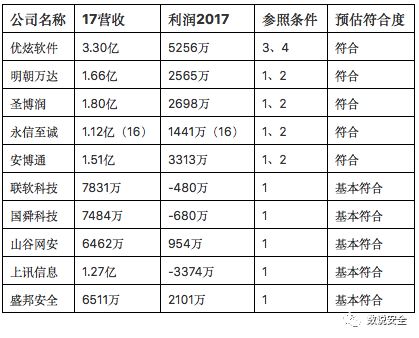 公司名称 17营收 利润2017 参照条件 预估符合度
优炫软件 3.30亿 5256万 3、4 符合
明朝万达 1.66亿 2565万 1、2 符合
圣博润 1.80亿 2698万 1、2 符合
永信至诚 1.12亿（16） 1441万（16） 1、2 符合
安博通 1.51亿 3313万 1、2 符合
联软科技 7831万 -480万 1 基本符合
国舜科技 7484万 -680万 1 基本符合
山谷网安 6462万 954万 1 基本符合
上讯信息 1.27亿 -3374万 1 基本符合
盛邦安全 6511万 2101万 1 基本符合
数说安全